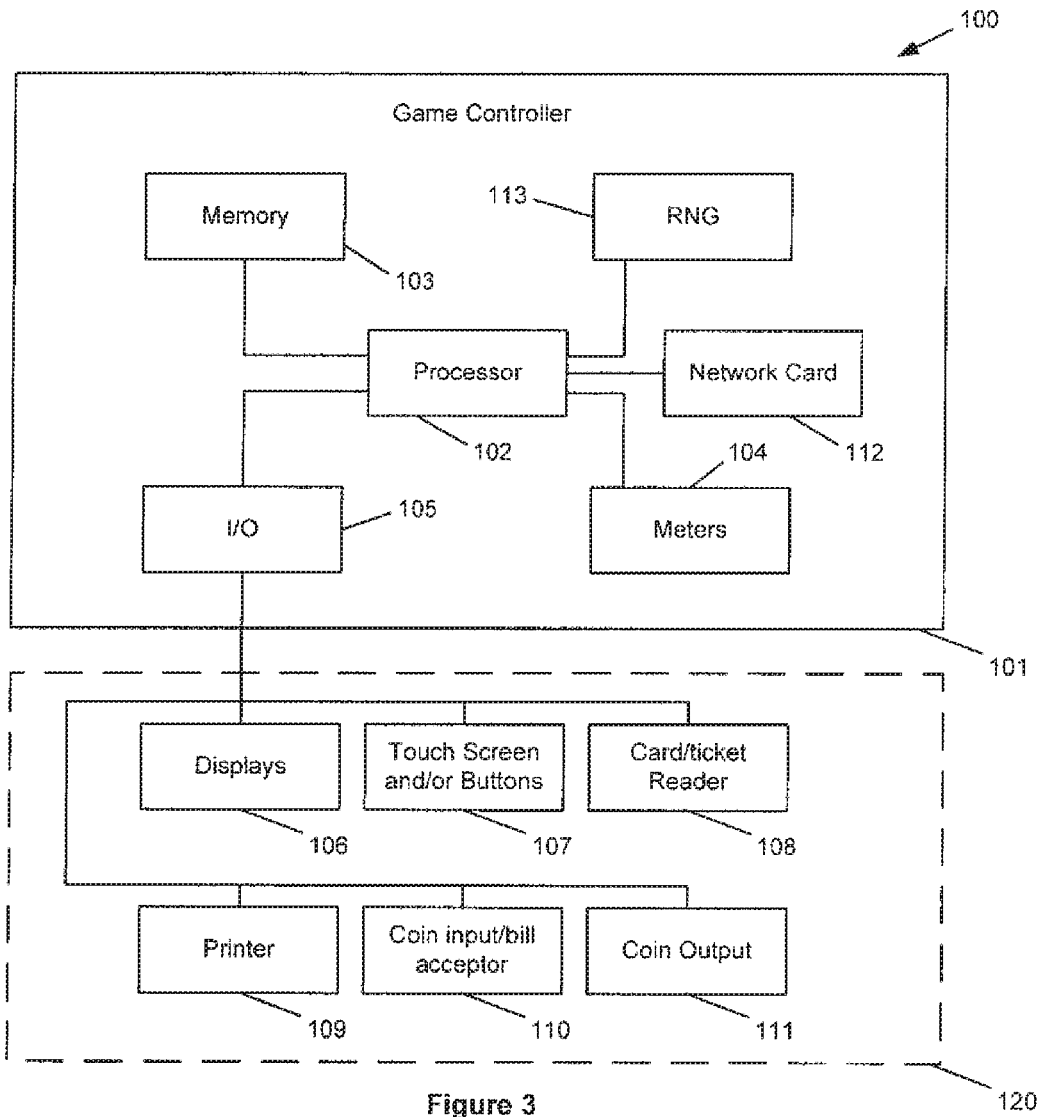 100
Game Controller
Memory
103
113
RNG
Processor
102
Network Card
112
I/O
105
104
Meters
101
Displays
106
Touch Screen
and/or Buttons
107
Card/ticket
Reader
108
Printer
109
Coin input/bill
acceptor
110
Coin Output
111
120
Figure 3